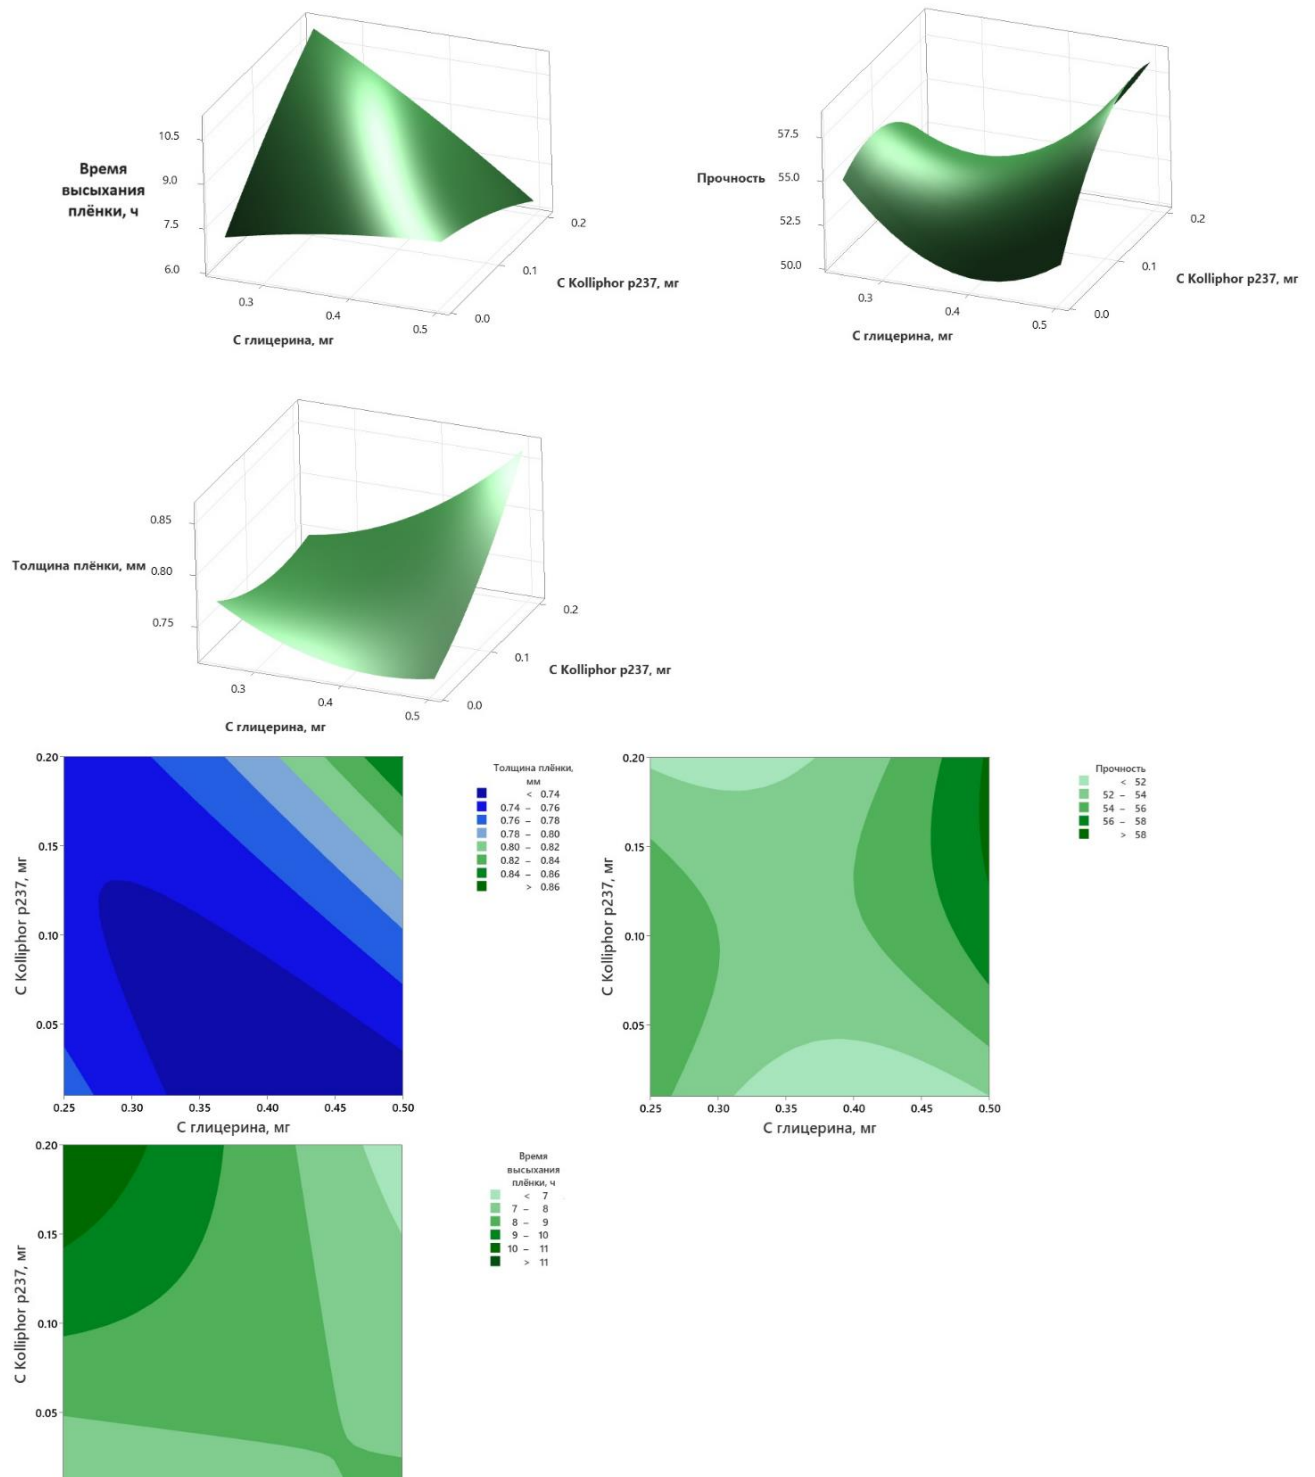 10.5
9.0
7.5
6.0
Время
высыхания
плёнки, ч
0.3
0.4
0.5
С глицерина, мг
0.0
0.1
0.2
С Kolliphor p237, мг
57.5
55.0
52.5
50.0
Прочность
0.3
0.4
0.5
С глицерина, мг
0.0
0.1
0.2
С Kolliphor p237, мг
0.85
0.80
0.75
Толщина плёнки, мм
0.3
0.4
0.5
С глицерина, мг
0.0
0.1
0.2
С Kolliphor p237, мг
0.20
0.15
0.10
0.05
С Kolliphor p237, мг
0.25 0.30 0.35 0.40 0.45 0.50
С глицерина, мг
Толщина плёнки,
мм
< 0.74
0.74 – 0.76
0.76 – 0.78
0.78 – 0.80
0.80 – 0.82
0.82 – 0.84
0.84 – 0.86
> 0.86
0.20
0.15
0.10
0.05
С Kolliphor p237, мг
0.25 0.30 0.35 0.40 0.45 0.50
С глицерина, мг
Прочность
< 52
52 – 54
54 – 56
56 – 58
> 58
0.20
0.15
0.10
0.05
С Kolliphor p237, мг
Время
высыхания
плёнки, ч
< 7
7 – 8
8 – 9
9 – 10
10 – 11
> 11